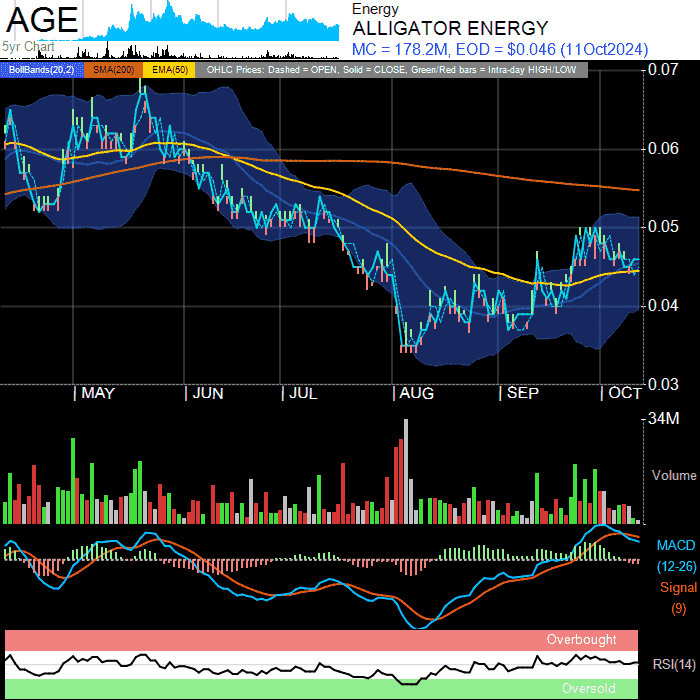 AGE
5yr Chart
Energy
ALLIGATOR ENERGY
MC = 178.2M, EOD = $0.046 (11Oct2024)
BollBands(20,2) SMA(200) EMA(50) OHLC Prices: Dashed = OPEN, Solid = CLOSE, Green/Red bars = Intra-day HIGH/LOW
0.07
0.06
0.05
0.04
0.03
MAY JUN JUL AUG SEP OCT
34M
Volume
MACD
(12-26)
Signal
(9)
Overbought
RSI(14)
Oversold